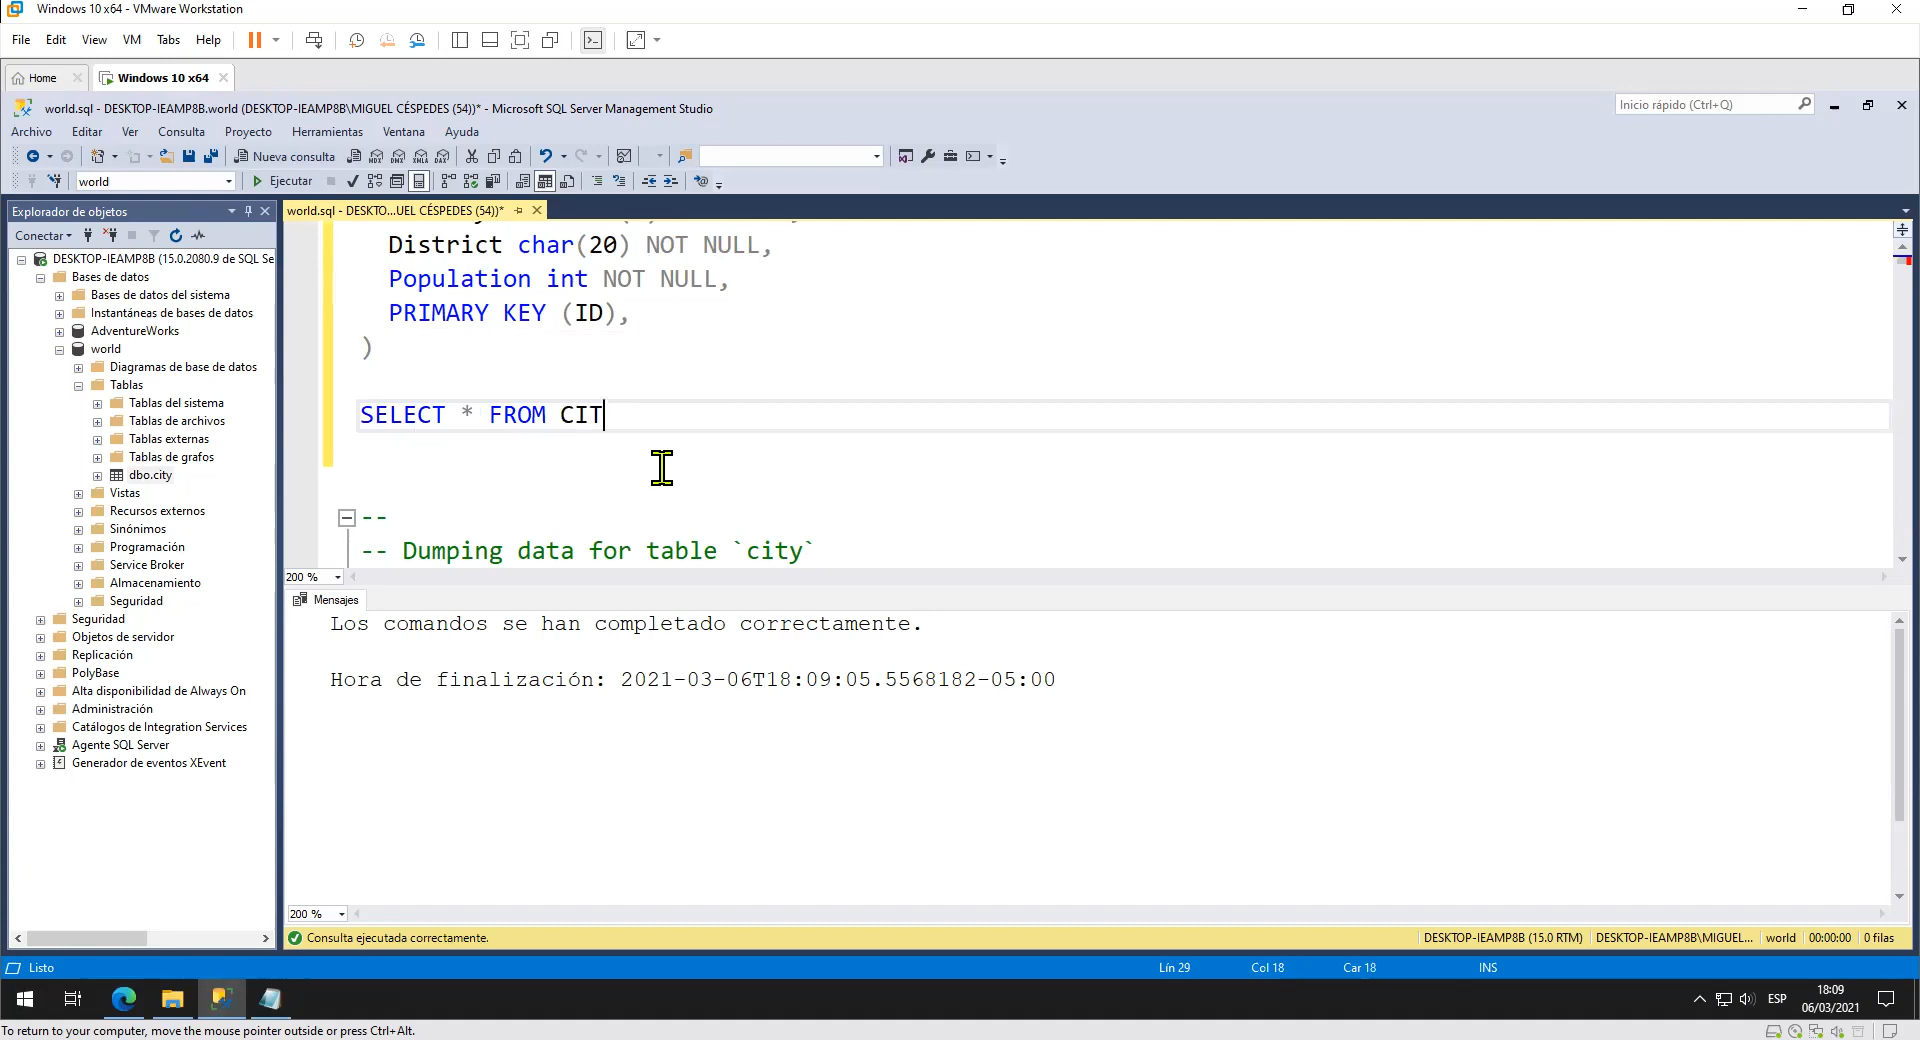 Windows 10 x64 - VMware Workstation
File Edit View VM Tabs Help
Home
Windows 10 x64
world.sql - DESKTOP-IEAMP8B.world (DESKTOP-IEAMP8B\MIGUEL CÉSPEDES (54))* - Microsoft SQL Server Management Studio
Inicio rápido (Ctrl+Q)
Archivo Editar Ver Consulta Proyecto Herramientas Ventana Ayuda
Nueva consulta
MDX DMX XMLA DAX
world
Ejecutar
Explorador de objetos
world.sql - DESKTO...UEL CÉSPEDES (54))*
Conectar
DESKTOP-IEAMP8B (15.0.2080.9 de SQL Se
Bases de datos
Bases de datos del sistema
Instantáneas de bases de datos
AdventureWorks
world
Diagramas de base de datos
Tablas
Tablas del sistema
Tablas de archivos
Tablas externas
Tablas de grafos
dbo.city
Vistas
Recursos externos
Sinónimos
Programación
Service Broker
Almacenamiento
Seguridad
Seguridad
Objetos de servidor
Replicación
PolyBase
Alta disponibilidad de Always On
Administración
Catálogos de Integration Services
Agente SQL Server
Generador de eventos XEvent
District char(20) NOT NULL,
Population int NOT NULL,
PRIMARY KEY (ID),
)
SELECT * FROM CIT
--
-- Dumping data for table `city`
200 %
Mensajes
Los comandos se han completado correctamente.
Hora de finalización: 2021-03-06T18:09:05.5568182-05:00
200 %
Consulta ejecutada correctamente.
DESKTOP-IEAMP8B (15.0 RTM) DESKTOP-IEAMP8B\MIGUEL... world 00:00:00 0 filas
Listo
Lín 29 Col 18 Car 18 INS
ESP
18:09
06/03/2021
To return to your computer, move the mouse pointer outside or press Ctrl+Alt.